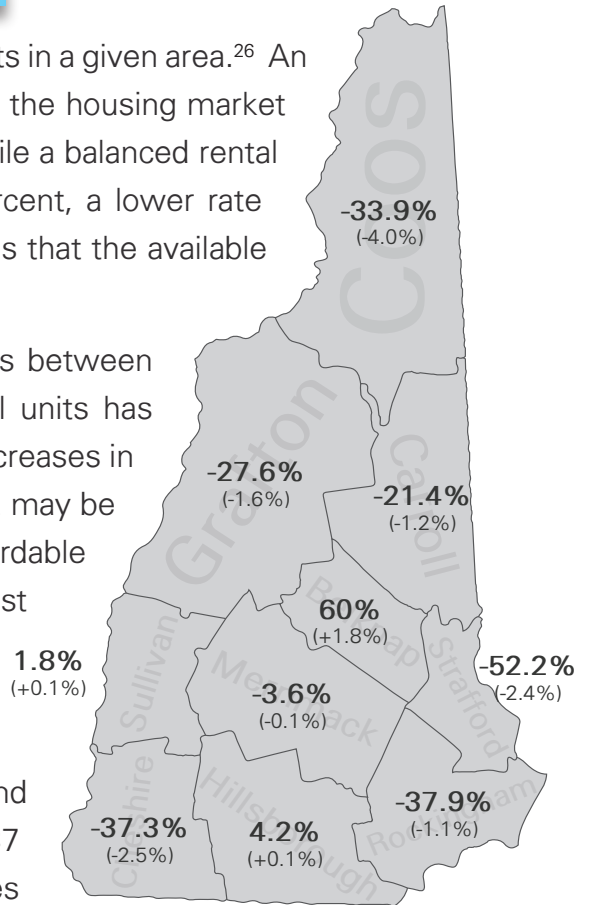 ts in a given area.²⁶ An
the housing market
ile a balanced rental
rcent, a lower rate
s that the available
s between
l units has
creases in
may be
rdable
st
nd
7
es
Coos
-33.9%
(-4.0%)
Grafton
-27.6%
(-1.6%)
Carroll
-21.4%
(-1.2%)
Belknap
60%
(+1.8%)
Sullivan
1.8%
(+0.1%)
Merrimack
-3.6%
(-0.1%)
Strafford
-52.2%
(-2.4%)
Cheshire
-37.3%
(-2.5%)
Hillsborough
4.2%
(+0.1%)
Rockingham
-37.9%
(-1.1%)